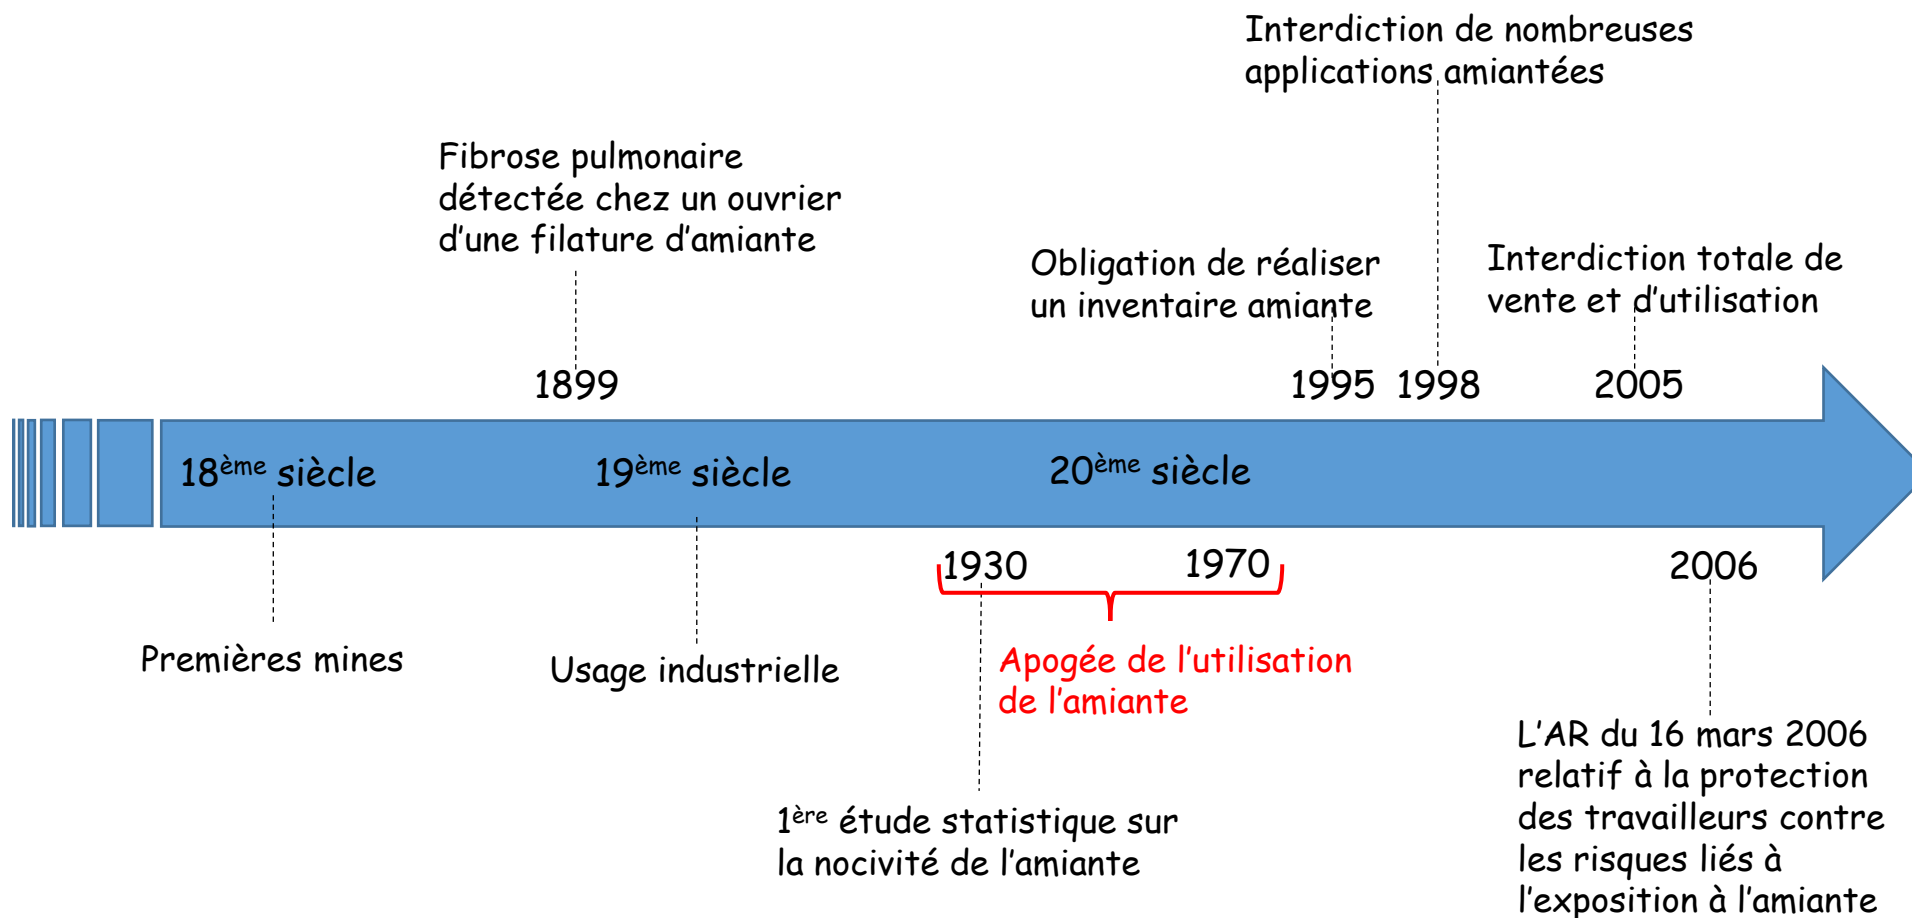 Interdiction de nombreuses
applications amiantées
Fibrose pulmonaire
détectée chez un ouvrier
d'une filature d'amiante
Obligation de réaliser
un inventaire amiante
Interdiction totale de
vente et d'utilisation
1899
1995
1998
2005
18ème siècle
19ème siècle
20ème siècle
1930
1970
2006
Premières mines
Usage industrielle
Apogée de l'utilisation
de l'amiante
1ère étude statistique sur
la nocivité de l'amiante
L'AR du 16 mars 2006
relatif à la protection
des travailleurs contre
les risques liés à
l'exposition à l'amiante